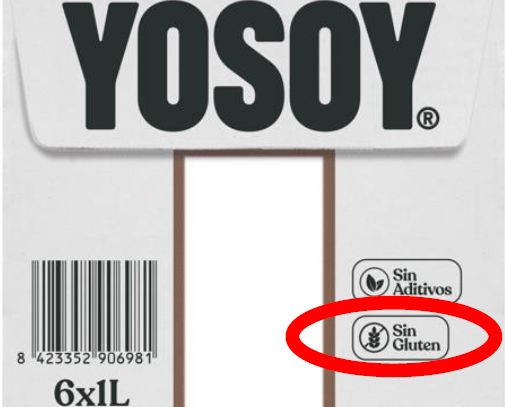 YOSOY®
Sin
Aditivos
Sin
Gluten
8 423352 906981
6x1L